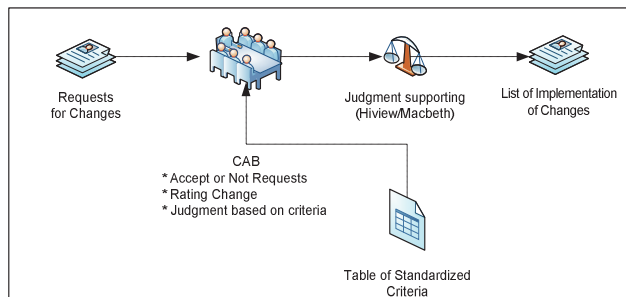 Requests
for Changes
CAB
* Accept or Not Requests
* Rating Change
* Judgment based on criteria
Judgment supporting
(Hiview/Macbeth)
List of Implementation
of Changes
Table of Standardized
Criteria